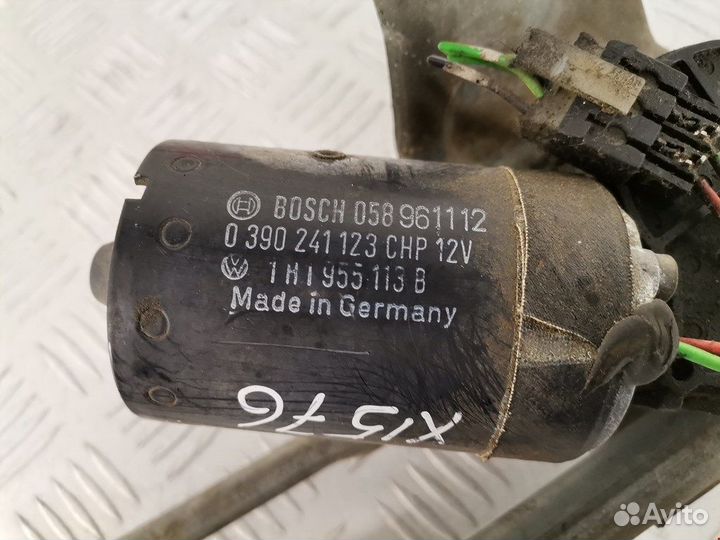 BOSCH 058 961112
0 390 241 123 CHP 12V
1H1 955 113 B
Made in Germany
X1576
Avito